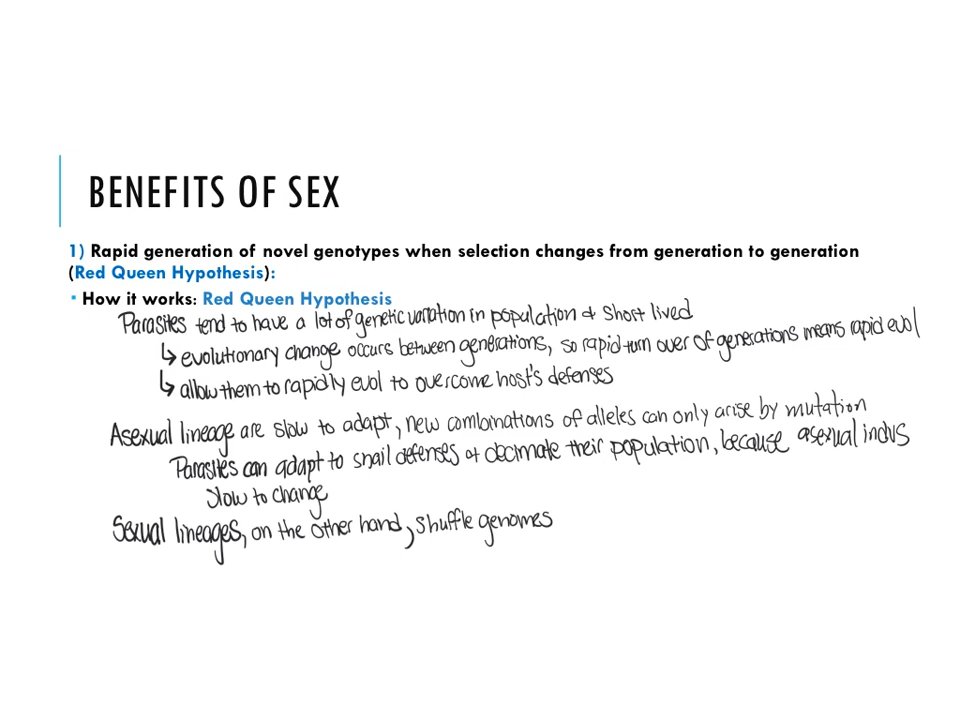 BENEFITS OF SEX
1) Rapid generation of novel genotypes when selection changes from generation to generation
(Red Queen Hypothesis):
▪ How it works: Red Queen Hypothesis
Parasites tend to have a lot of genetic variation in population & short lived
↳ evolutionary change occurs between generations, so rapid turn over of generations means rapid evol
↳ allow them to rapidly evol to overcome host's defenses
Asexual lineage are slow to adapt, new combinations of alleles can only arise by mutation
Parasites can adapt to snail defenses & decimate their population, because asexual indvs
slow to change
Sexual lineages, on the other hand, shuffle genomes